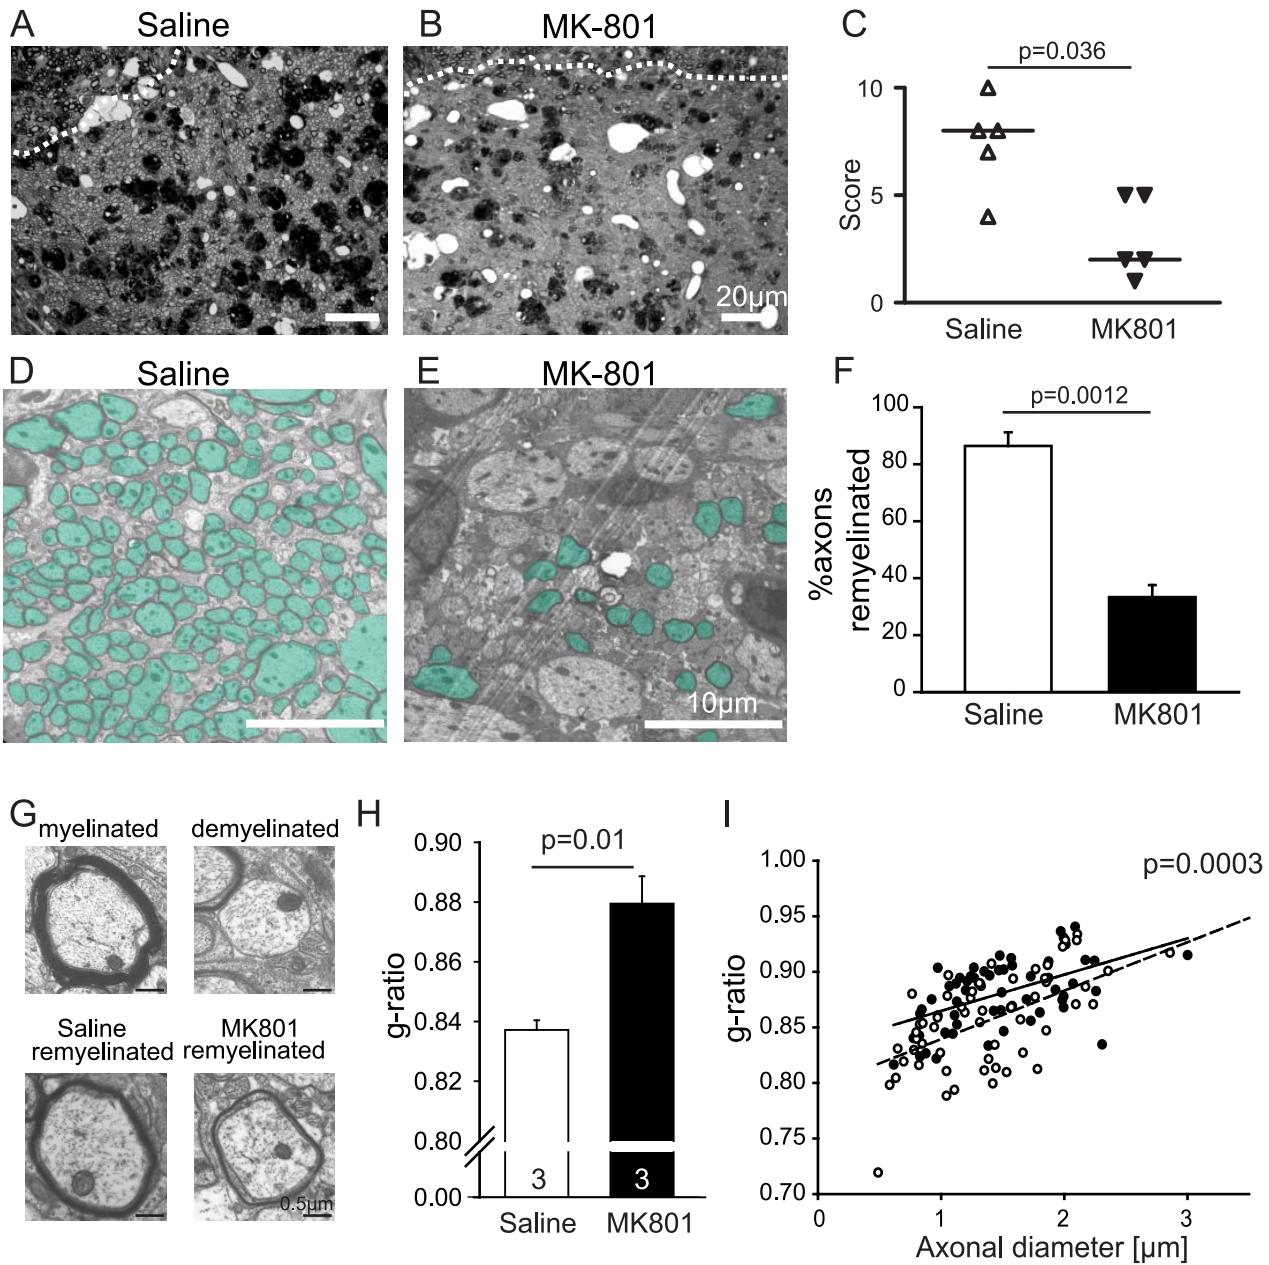 A Saline
B MK-801
20µm
C
p=0.036
10
5
0
Score
Saline MK801
D Saline
E MK-801
10µm
F
p=0.0012
100
80
60
40
20
0
%axons
remyelinated
Saline MK801
G
myelinated demyelinated
Saline
remyelinated
MK801
remyelinated
0.5µm
H
p=0.01
0.90
0.88
0.86
0.84
0.82
0.80
0.00
g-ratio
3 3
Saline MK801
I
p=0.0003
1.00
0.95
0.90
0.85
0.80
0.75
0.70
g-ratio
0 1 2 3
Axonal diameter [µm]